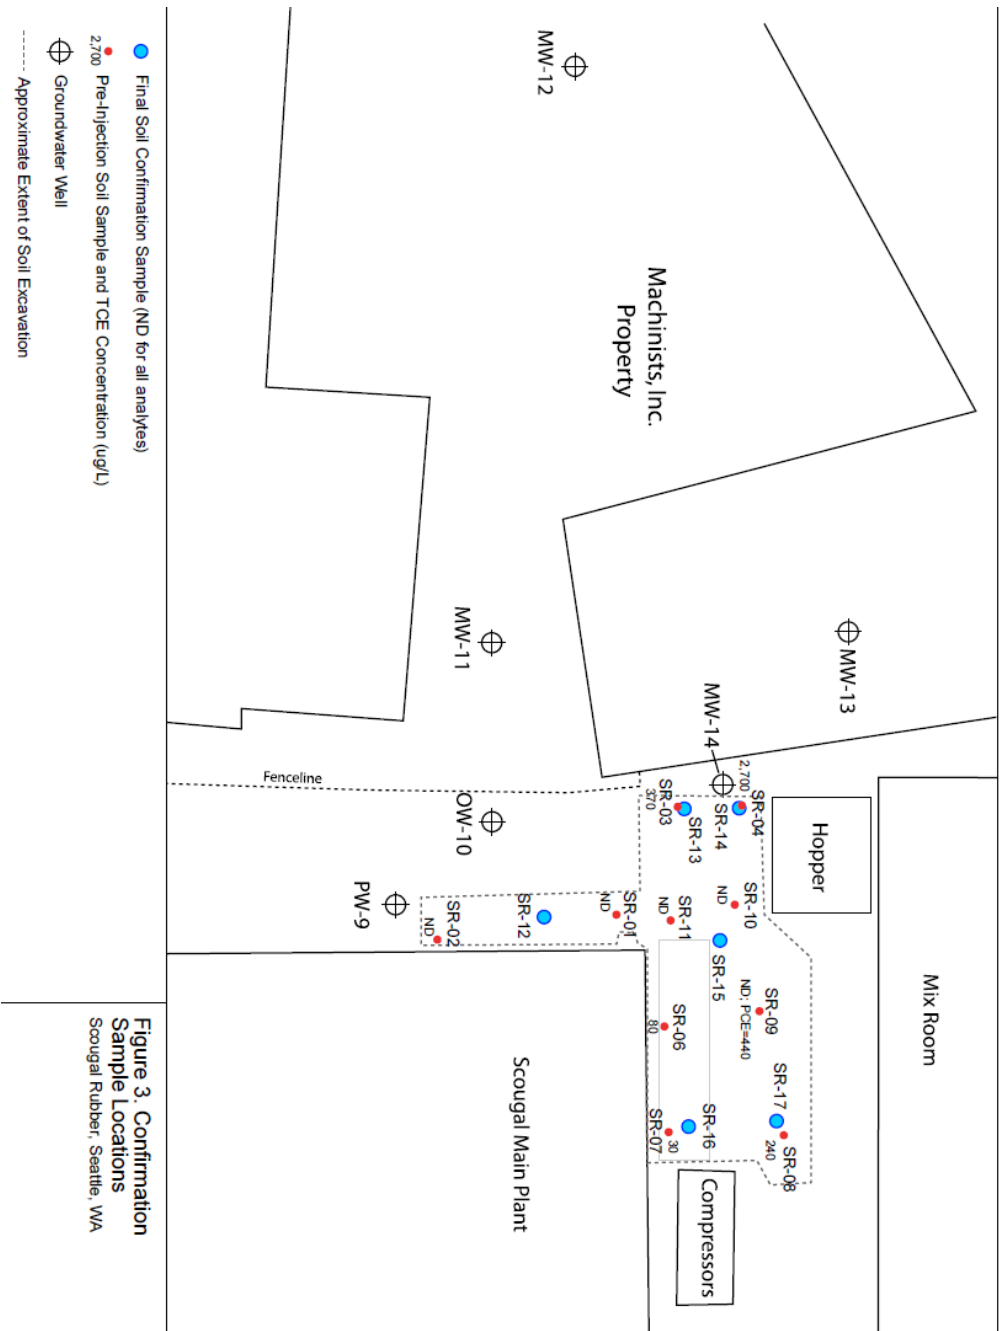 Mix Room
Hopper
Compressors
MW-13
MW-14
2,700
SR-04
SR-14
SR-03
370
SR-13
SR-10
ND
SR-11
ND
SR-15
SR-09
ND; PCE=440
SR-17
SR-08
240
SR-06
80
SR-16
SR-07
30
SR-01
ND
SR-12
SR-02
ND
Machinists, Inc.
Property
MW-12
MW-11
Fenceline
OW-10
PW-9
Scougal Main Plant
Final Soil Confirmation Sample (ND for all analytes)
2,700 Pre-Injection Soil Sample and TCE Concentration (ug/L)
Groundwater Well
Approximate Extent of Soil Excavation
Figure 3. Confirmation
Sample Locations
Scougal Rubber, Seattle, WA